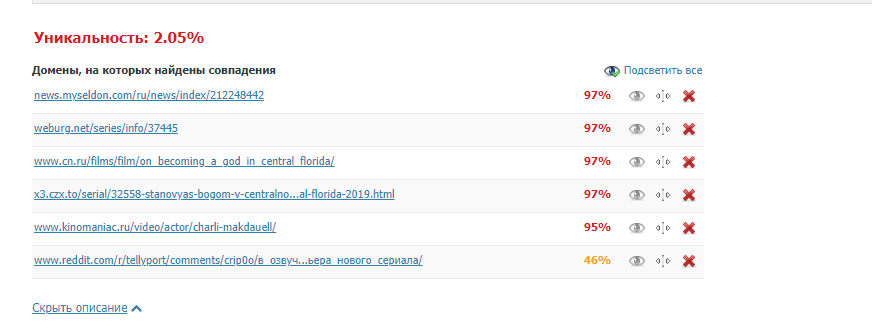 Уникальность: 2.05%
Домены, на которых найдены совпадения Подсветить все
news.myseldon.com/ru/news/index/212248442 97%
weburg.net/series/info/37445 97%
www.cn.ru/films/film/on_becoming_a_god_in_central_florida/ 97%
x3.czx.to/serial/32558-stanovyas-bogom-v-centralno...al-florida-2019.html 97%
www.kinomaniac.ru/video/actor/charli-makdauell/ 95%
www.reddit.com/r/tellyport/comments/crip0o/в_озвуч...ьера_нового_сериала/ 46%
Скрыть описание